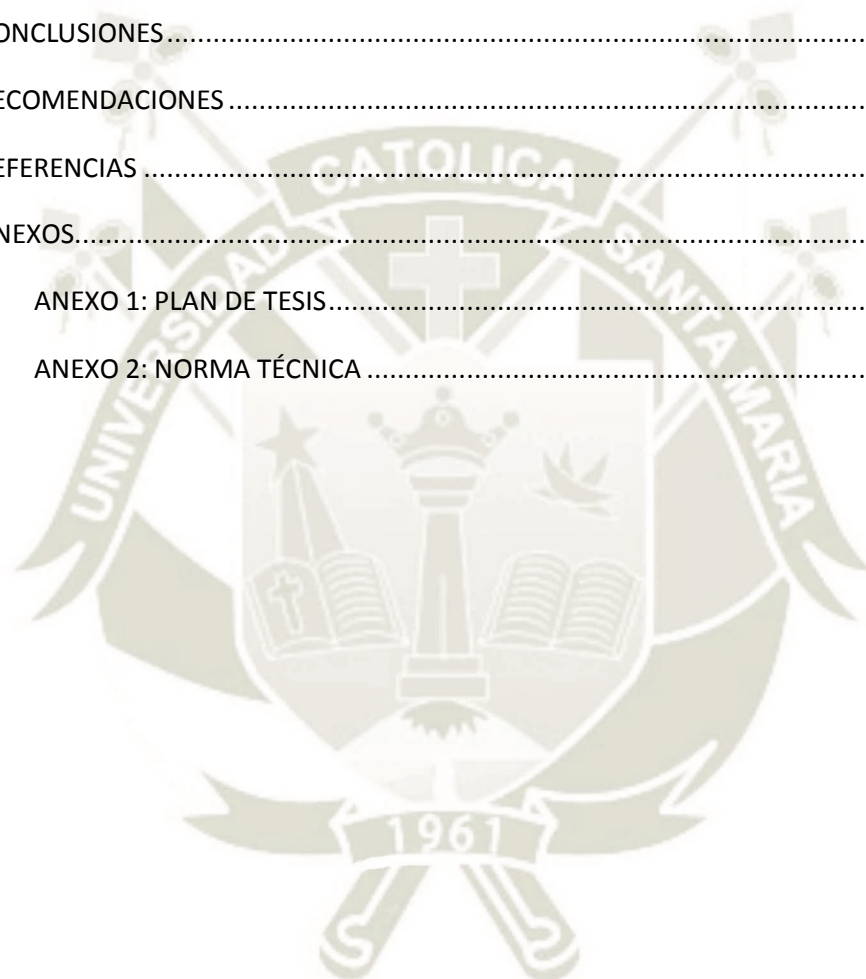 ONCLUSIONES ........................................................................................
ECOMENDACIONES ................................................................................
EFERENCIAS ..........................................................................................
NEXOS....................................................................................................
ANEXO 1: PLAN DE TESIS....................................................................
ANEXO 2: NORMA TÉCNICA ...............................................................
UNIVERSIDAD CATOLICA SANTA MARIA
1961